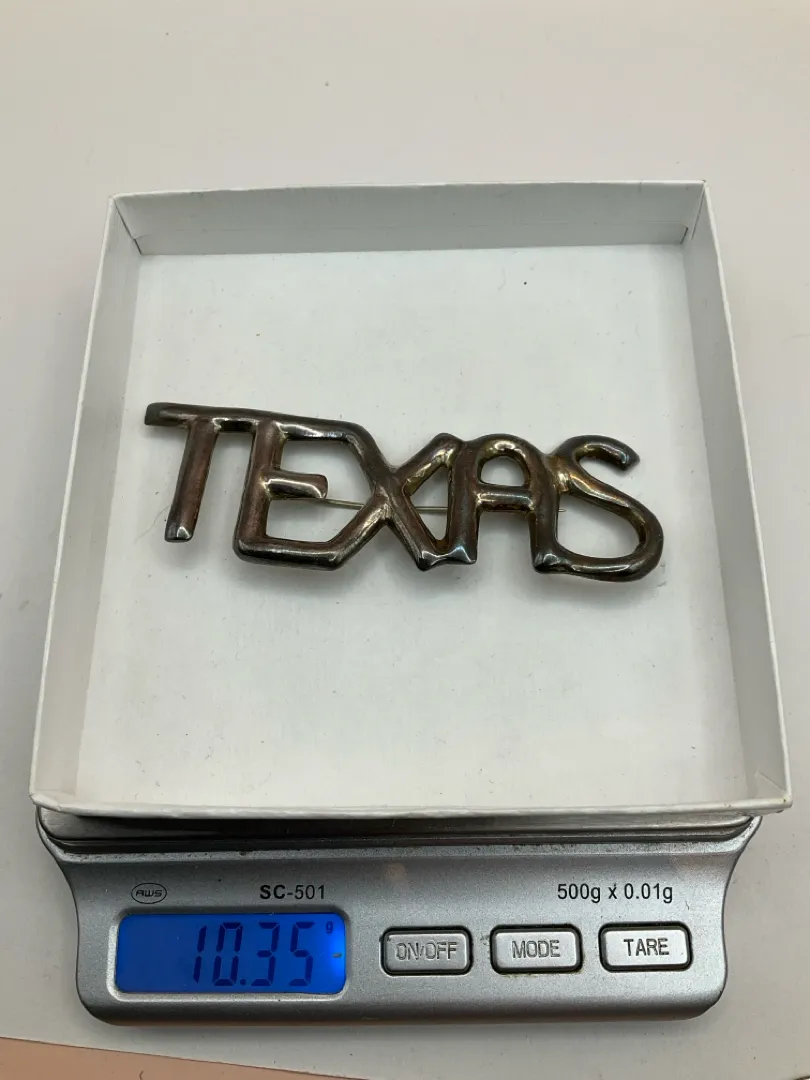 TEXAS
AWS SC-501 500g x 0.01g
10.35 g ON/OFF MODE TARE